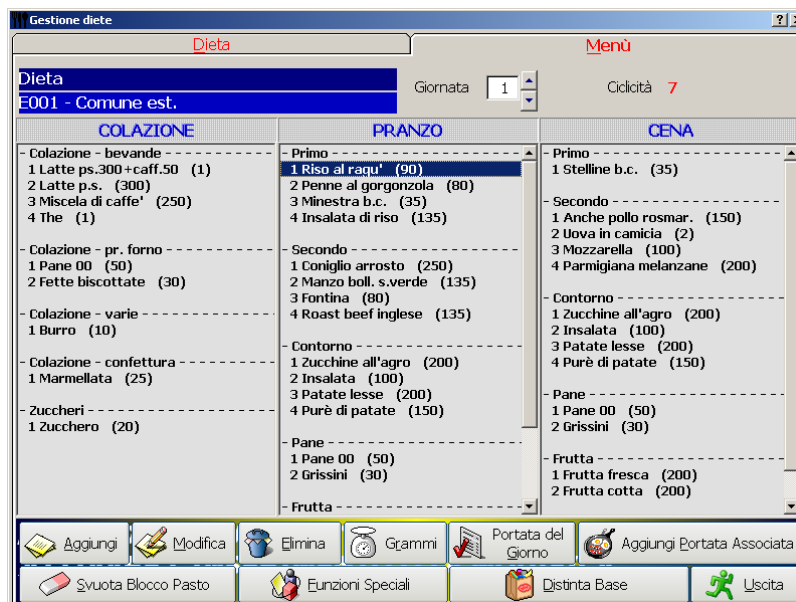 Gestione diete
Dieta
Menù
Dieta
E001 - Comune est.
Giornata 1
Ciclicità 7
COLAZIONE
- Colazione - bevande
1 Latte ps.300+caff.50 (1)
2 Latte p.s. (300)
3 Miscela di caffe' (250)
4 The (1)
- Colazione - pr. forno
1 Pane 00 (50)
2 Fette biscottate (30)
- Colazione - varie
1 Burro (10)
- Colazione - confettura
1 Marmellata (25)
- Zuccheri
1 Zucchero (20)
PRANZO
- Primo
1 Riso al raqu' (90)
2 Penne al gorgonzola (80)
3 Minestra b.c. (35)
4 Insalata di riso (135)
- Secondo
1 Coniglio arrosto (250)
2 Manzo boll. s.verde (135)
3 Fontina (80)
4 Roast beef inglese (135)
- Contorno
1 Zucchine all'agro (200)
2 Insalata (100)
3 Patate lesse (200)
4 Purè di patate (150)
- Pane
1 Pane 00 (50)
2 Grissini (30)
- Frutta
CENA
- Primo
1 Stelline b.c. (35)
- Secondo
1 Anche pollo rosmar. (150)
2 Uova in camicia (2)
3 Mozzarella (100)
4 Parmigiana melanzane (200)
- Contorno
1 Zucchine all'agro (200)
2 Insalata (100)
3 Patate lesse (200)
4 Purè di patate (150)
- Pane
1 Pane 00 (50)
2 Grissini (30)
- Frutta
1 Frutta fresca (200)
2 Frutta cotta (200)
Aggiungi
Modifica
Elimina
Grammi
Portata del
Giorno
Aggiungi Portata Associata
Svuota Blocco Pasto
Funzioni Speciali
Distinta Base
Uscita